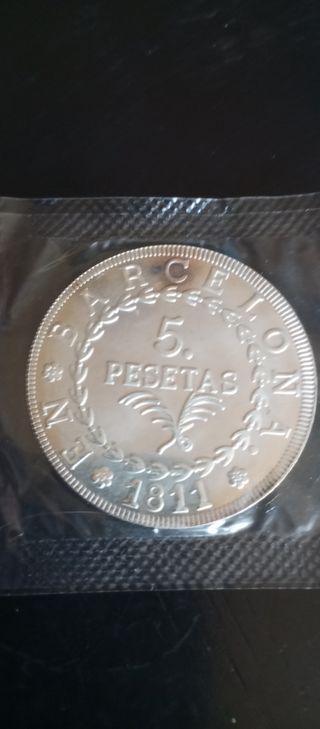 EN BARCELONA
5.
PESETAS
1811